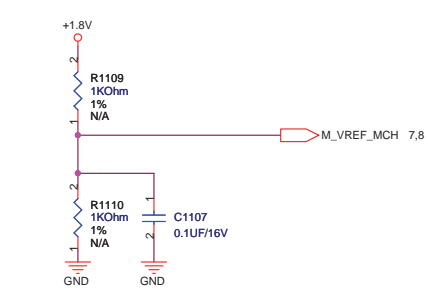 +1.8V
2
R1109
1KOhm
1%
N/A
1
M_VREF_MCH 7,8
2
R1110
1KOhm
1%
N/A
1
1
C1107
0.1UF/16V
2
GND
GND